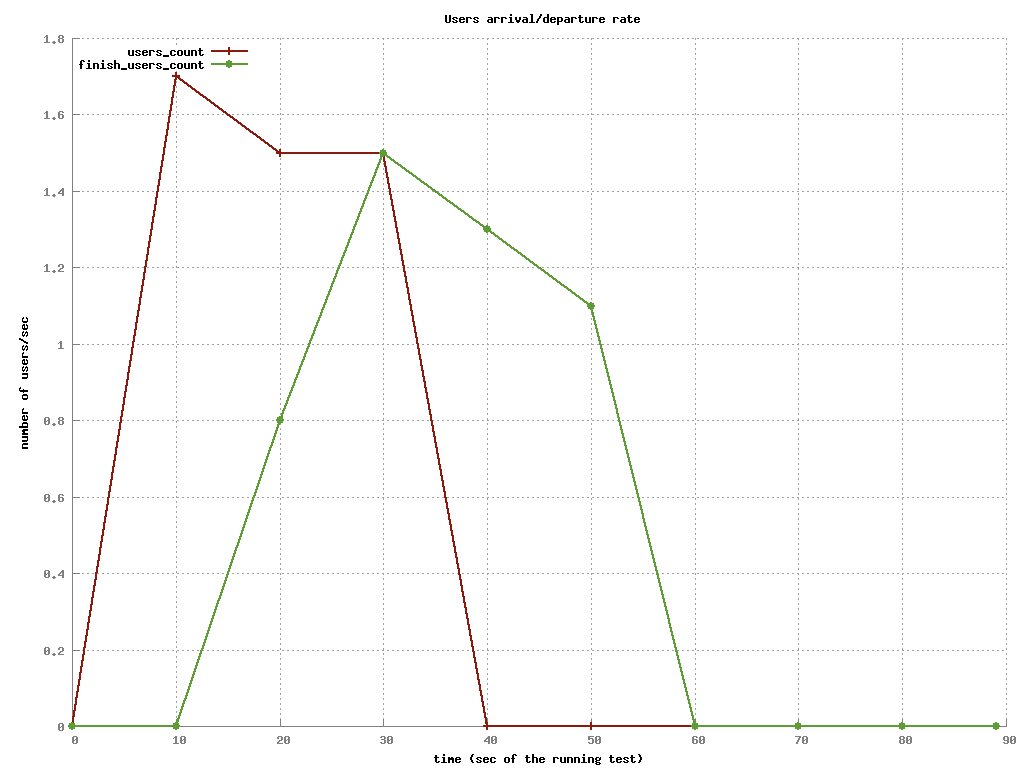 Users arrival/departure rate
users_count
finish_users_count
number of users/sec
1.8
1.6
1.4
1.2
1
0.8
0.6
0.4
0.2
0
0 10 20 30 40 50 60 70 80 90
time (sec of the running test)